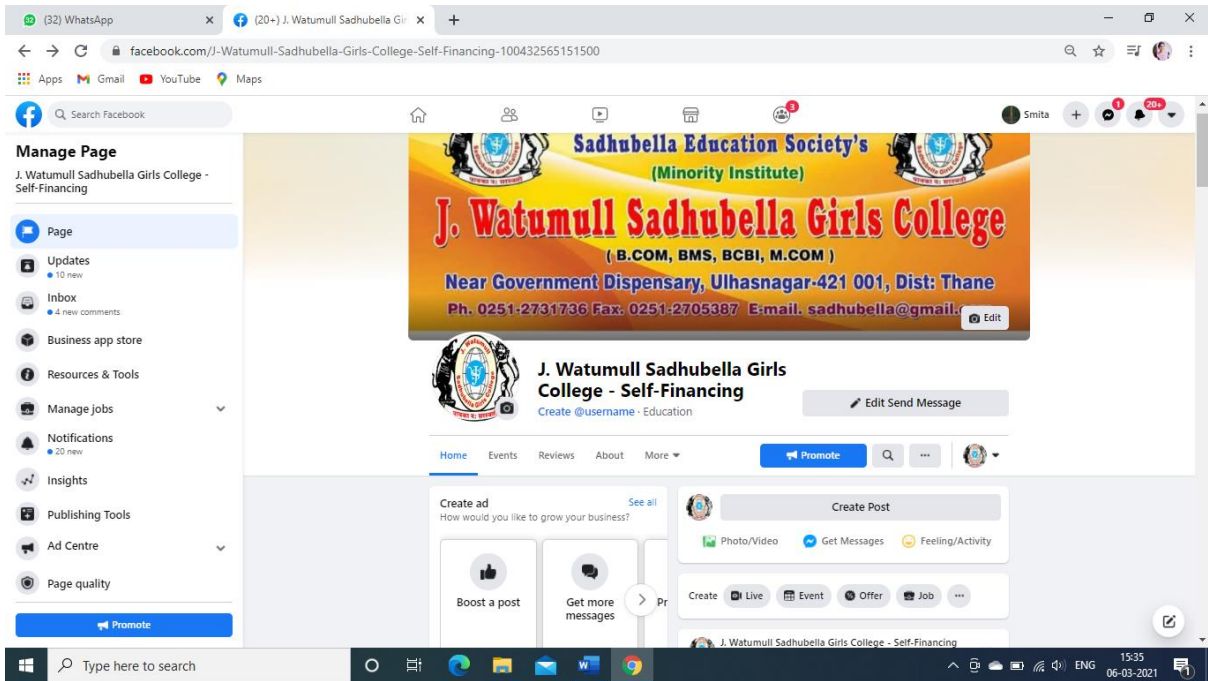 (32) WhatsApp
(20+) J. Watumull Sadhubella Gir
facebook.com/J-Watumull-Sadhubella-Girls-College-Self-Financing-100432565151500
Apps Gmail YouTube Maps
Search Facebook
3
Smita
1
20+
Manage Page
J. Watumull Sadhubella Girls College -
Self-Financing
Page
Updates
10 new
Inbox
4 new comments
Business app store
Resources & Tools
Manage jobs
Notifications
20 new
Insights
Publishing Tools
Ad Centre
Page quality
Promote
Sadhubella Education Society's
(Minority Institute)
J. Watumull Sadhubella Girls College
( B.COM, BMS, BCBI, M.COM )
Near Government Dispensary, Ulhasnagar-421 001, Dist: Thane
Ph. 0251-2731736 Fax. 0251-2705387 E-mail. sadhubella@gmail.
Edit
J. Watumull Sadhubella Girls
College - Self-Financing
Create @username · Education
Edit Send Message
Home Events Reviews About More
Promote
Create ad
See all
How would you like to grow your business?
Boost a post
Get more
messages
Pr
Create Post
Photo/Video Get Messages Feeling/Activity
Create Live Event Offer Job
J. Watumull Sadhubella Girls College - Self-Financing
Type here to search
ENG
15:35
06-03-2021